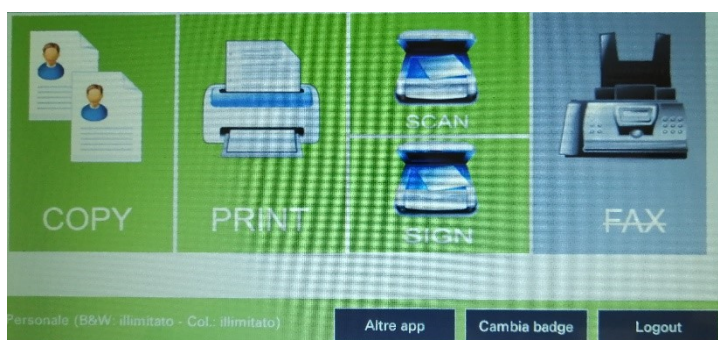 COPY
PRINT
SCAN
SIGN
FAX
Personale (B&W: illimitato - Col.: illimitato)
Altre app
Cambia badge
Logout